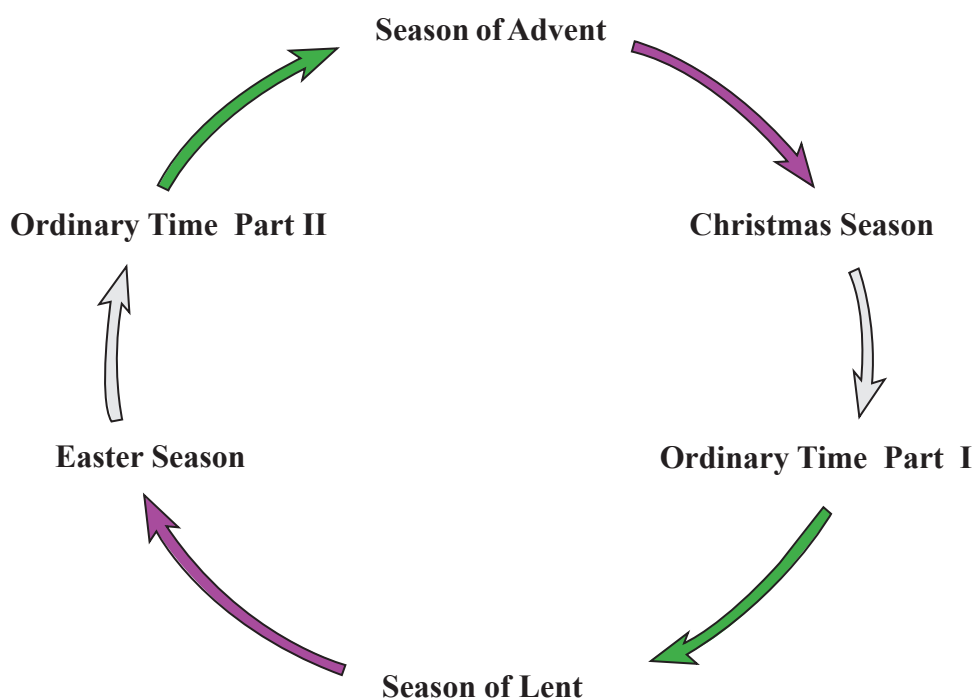 Season of Advent
Ordinary Time Part II
Christmas Season
Easter Season
Ordinary Time Part I
Season of Lent